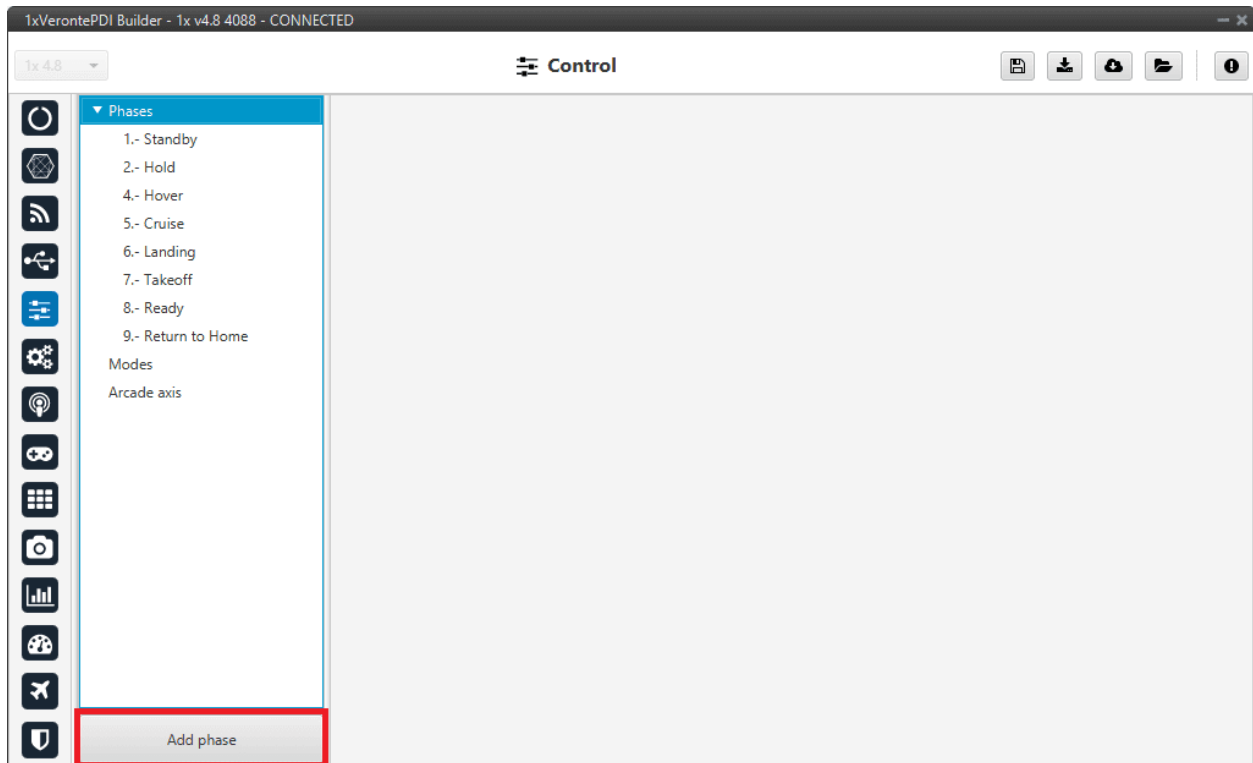 1xVerontePDI Builder - 1x v4.8 4088 - CONNECTED
1x 4.8
Control
Phases
1.- Standby
2.- Hold
4.- Hover
5.- Cruise
6.- Landing
7.- Takeoff
8.- Ready
9.- Return to Home
Modes
Arcade axis
Add phase